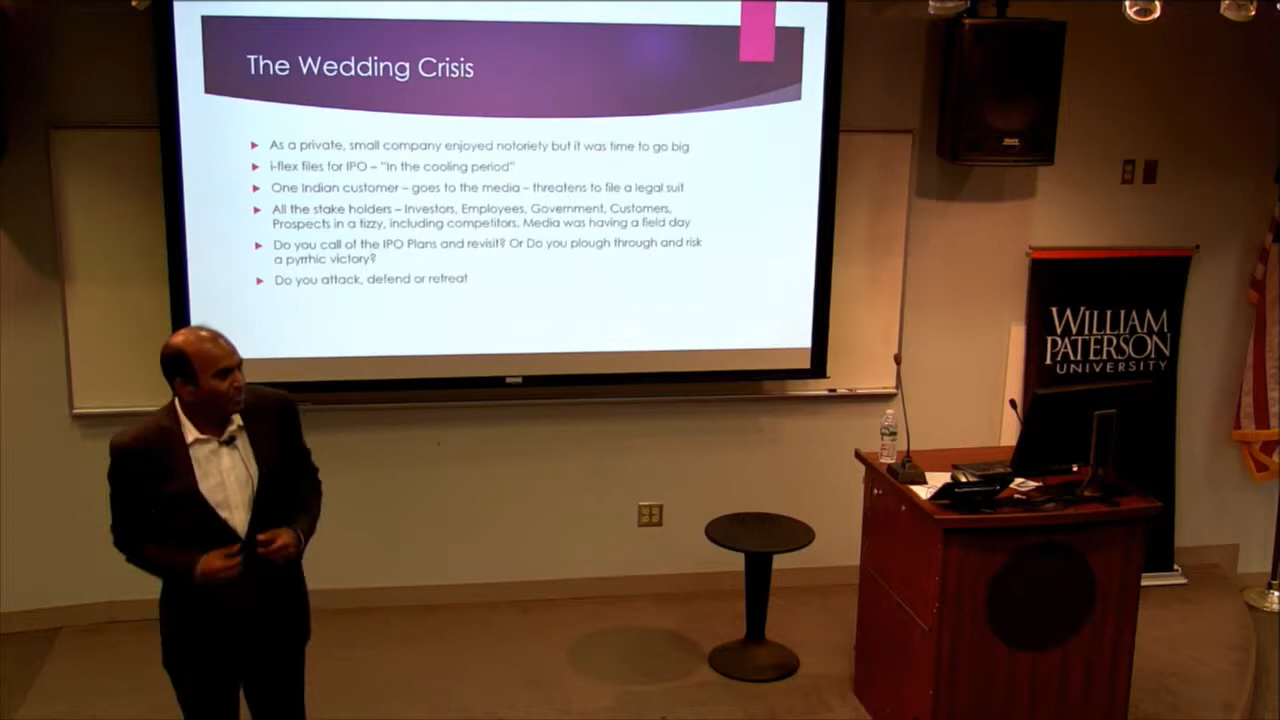 The Wedding Crisis
As a private, small company enjoyed notoriety but it was time to go big
i-flex files for IPO – "In the cooling period"
One Indian customer – goes to the media – threatens to file a legal suit
All the stake holders – Investors, Employees, Government, Customers,
Prospects in a tizzy, including competitors. Media was having a field day
Do you call of the IPO Plans and revisit? Or Do you plough through and risk
a pyrrhic victory?
Do you attack, defend or retreat
WILLIAM
PATERSON
UNIVERSITY